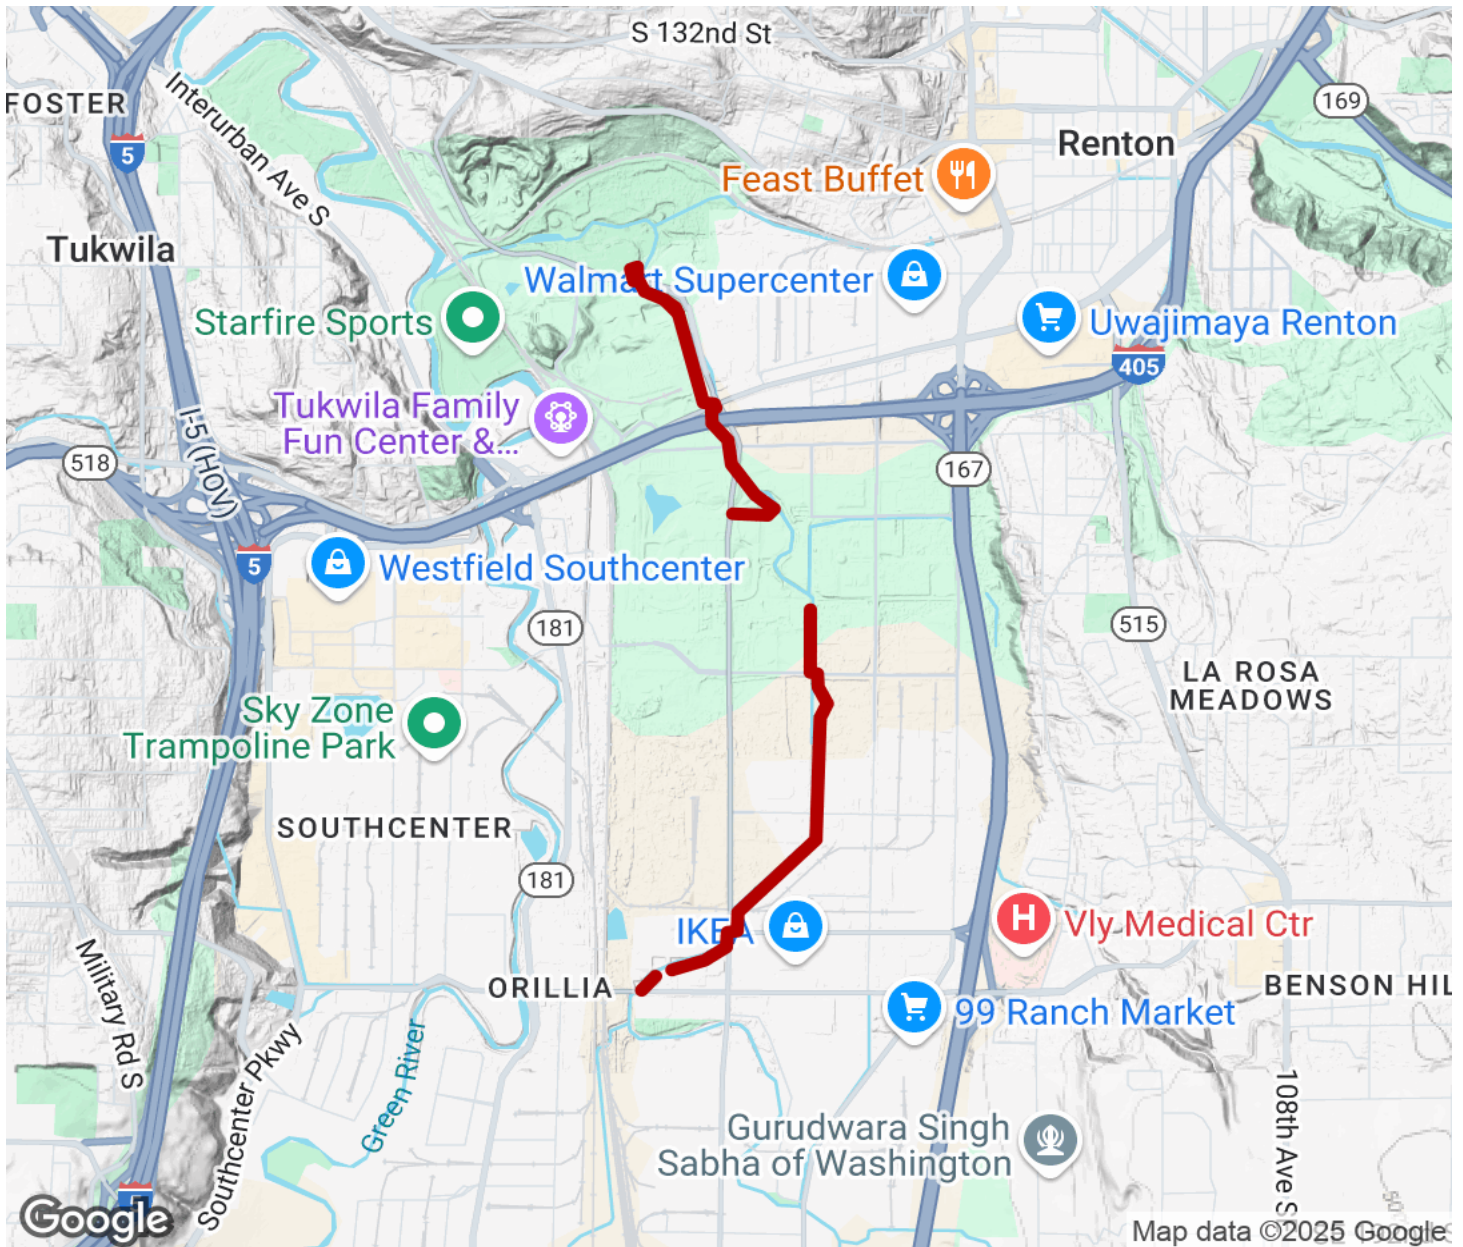 S 132nd St
FOSTER
169
5
Interurban Ave S
Renton
Feast Buffet
Tukwila
Walmart Supercenter
Starfire Sports
Uwajimaya Renton
405
Tukwila Family
Fun Center &...
I-5 (HOV)
518
167
5
Westfield Southcenter
181
515
LA ROSA
MEADOWS
Sky Zone
Trampoline Park
SOUTHCENTER
181
H
Vly Medical Ctr
IKEA
Military Rd S
ORILLIA
BENSON HIL
99 Ranch Market
Southcenter Pkwy
Green River
108th Ave S
Gurudwara Singh
Sabha of Washington
Google
Map data ©2025 Google